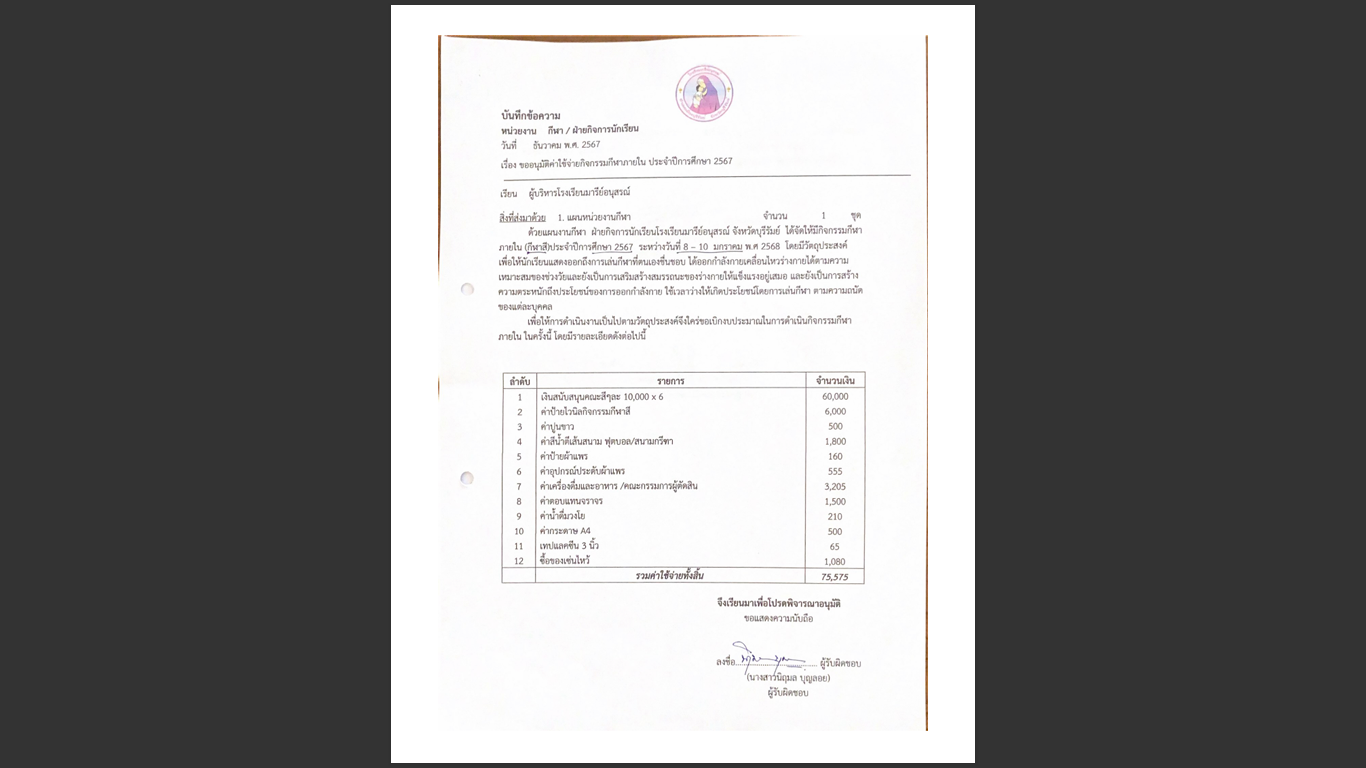 บันทึกข้อความ
หน่วยงาน กีฬา / ฝ่ายกิจการนักเรียน
วันที่ ธันวาคม พ.ศ. 2567
เรื่อง ขออนุมัติค่าใช้จ่ายกิจกรรมกีฬาภายใน ประจำปีการศึกษา 2567
เรียน ผู้บริหารโรงเรียนมารีย์อนุสรณ์
สิ่งที่ส่งมาด้วย 1. แผนหน่วยงานกีฬา จำนวน 1 ชุด
ด้วยแผนงานกีฬา ฝ่ายกิจการนักเรียนโรงเรียนมารีย์อนุสรณ์ จังหวัดบุรีรัมย์ ได้จัดให้มีกิจกรรมกีฬา
ภายใน (กีฬาสี)ประจำปีการศึกษา 2567 ระหว่างวันที่ 8 – 10 มกราคม พ.ศ 2568 โดยมีวัตถุประสงค์
เพื่อให้นักเรียนแสดงออกถึงการเล่นกีฬาที่ตนเองชื่นชอบ ได้ออกกำลังกายเคลื่อนไหวร่างกายได้ตามความ
เหมาะสมของช่วงวัยและยังเป็นการเสริมสร้างสมรรถนะของร่างกายให้แข็งแรงอยู่เสมอ และยังเป็นการสร้าง
ความตระหนักถึงประโยชน์ของการออกกำลังกาย ใช้เวลาว่างให้เกิดประโยชน์โดยการเล่นกีฬา ตามความถนัด
ของแต่ละบุคคล
เพื่อให้การดำเนินงานเป็นไปตามวัตถุประสงค์จึงใคร่ขอเบิกงบประมาณในการดำเนินกิจกรรมกีฬา
ภายใน ในครั้งนี้ โดยมีรายละเอียดดังต่อไปนี้
ลำดับ รายการ จำนวนเงิน
1 เงินสนับสนุนคณะสีๆละ 10,000 x 6 60,000
2 ค่าป้ายไวนิลกิจกรรมกีฬาสี 6,000
3 ค่าปูนขาว 500
4 ค่าสีน้ำตีเส้นสนาม ฟุตบอล/สนามกรีฑา 1,800
5 ค่าป้ายผ้าแพร 160
6 ค่าอุปกรณ์ประดับผ้าแพร 555
7 ค่าเครื่องดื่มและอาหาร /คณะกรรมการผู้ตัดสิน 3,205
8 ค่าตอบแทนจราจร 1,500
9 ค่าน้ำดื่มวงโย 210
10 ค่ากระดาษ A4 500
11 เทปแลคซีน 3 นิ้ว 65
12 ซื้อของเซ่นไหว้ 1,080
รวมค่าใช้จ่ายทั้งสิ้น 75,575
จึงเรียนมาเพื่อโปรดพิจารณาอนุมัติ
ขอแสดงความนับถือ
ลงชื่อ........................ ผู้รับผิดชอบ
(นางสาวนิฤมล บุญลอย)
ผู้รับผิดชอบ